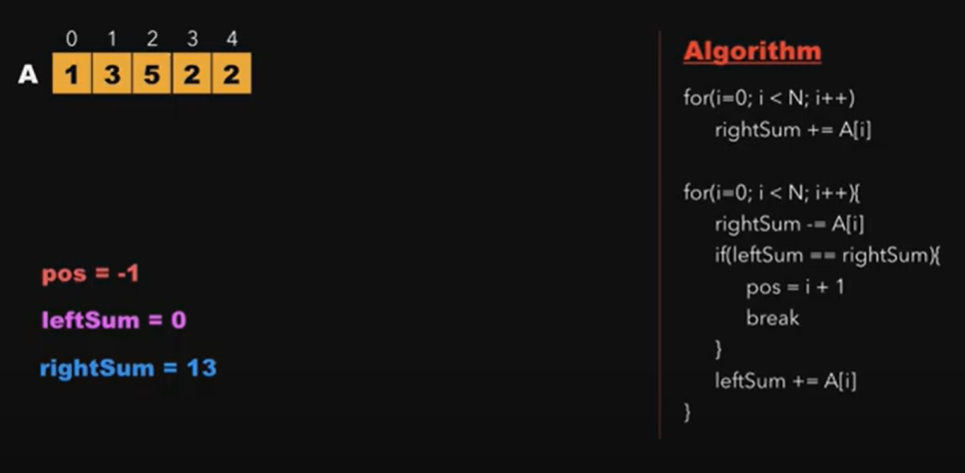 0 1 2 3 4
A 1 3 5 2 2
pos = -1
leftSum = 0
rightSum = 13
Algorithm
for(i=0; i < N; i++)
rightSum += A[i]
for(i=0; i < N; i++){
rightSum -= A[i]
if(leftSum == rightSum){
pos = i + 1
break
}
leftSum += A[i]
}